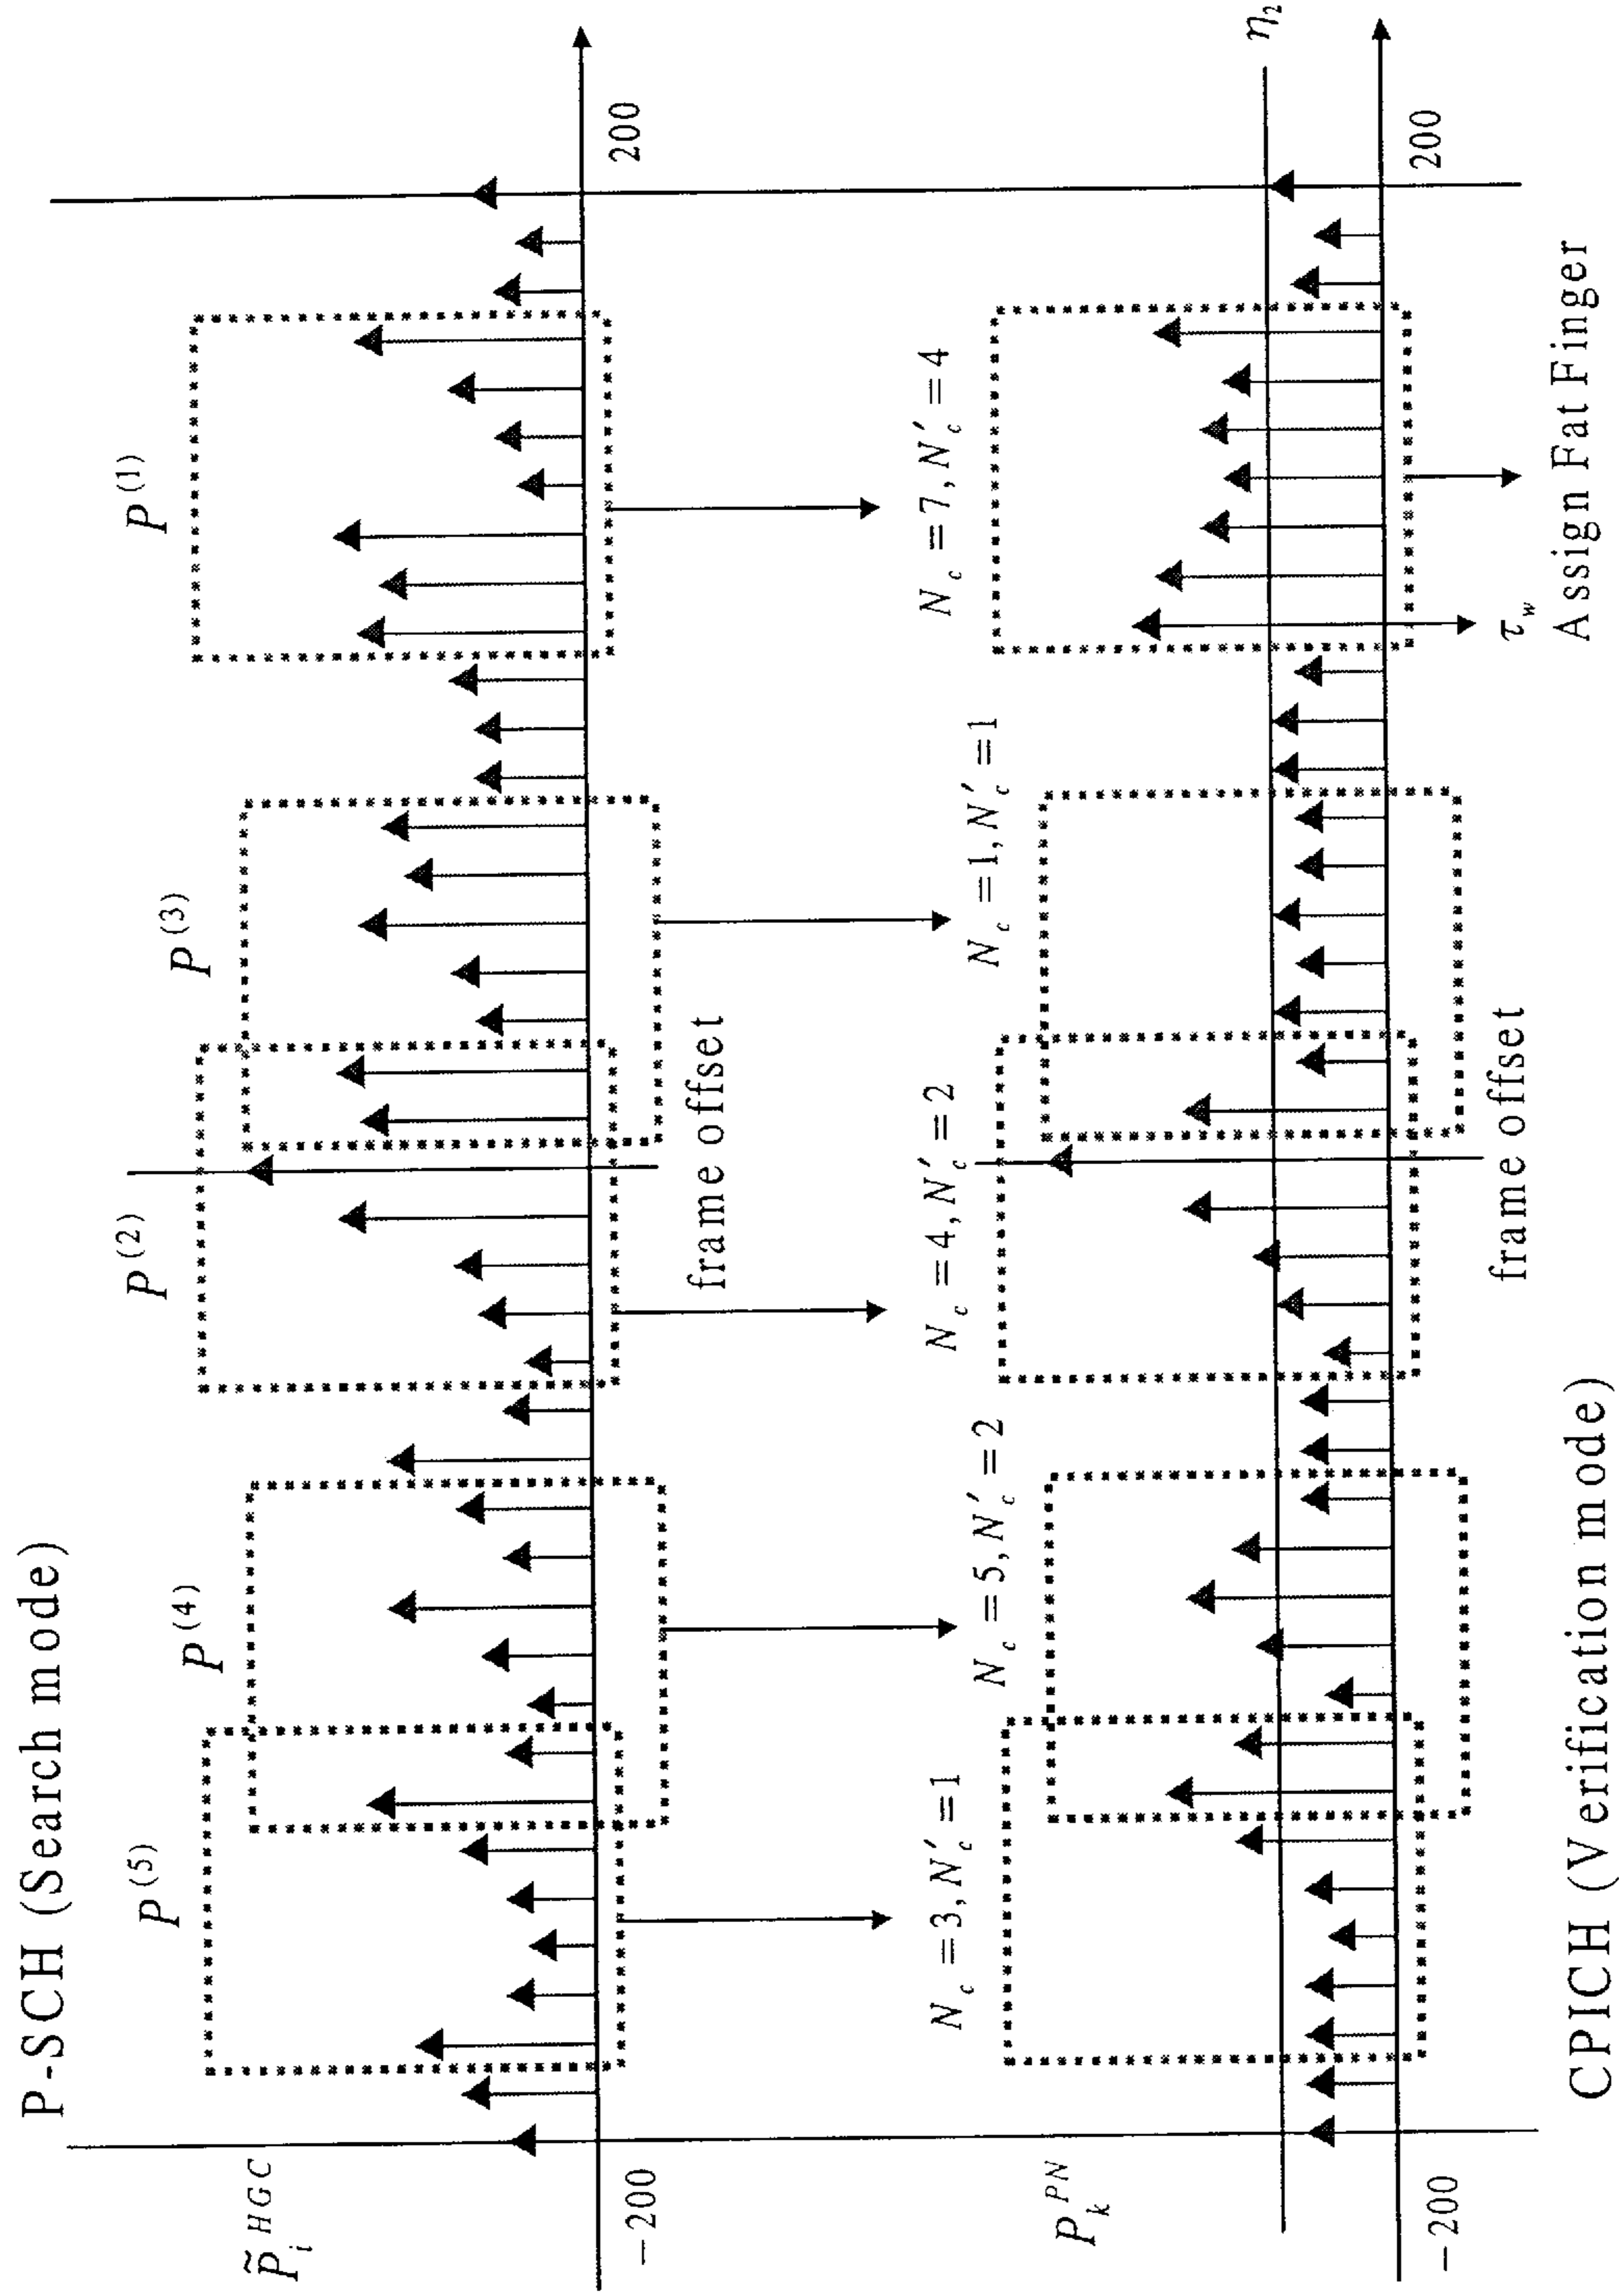 P-SCH (Search mode)
P̃_i^{HGC}
P^{(5)}
P^{(4)}
P^{(2)}
P^{(3)}
P^{(1)}
−200
frame offset
200
N_c=3, N'_c=1
N_c=5, N'_c=2
N_c=4, N'_c=2
N_c=1, N'_c=1
N_c=7, N'_c=4
P_k^{PN}
η_2
−200
frame offset
τ_w
200
Assign Fat Finger
CPICH (Verification mode)